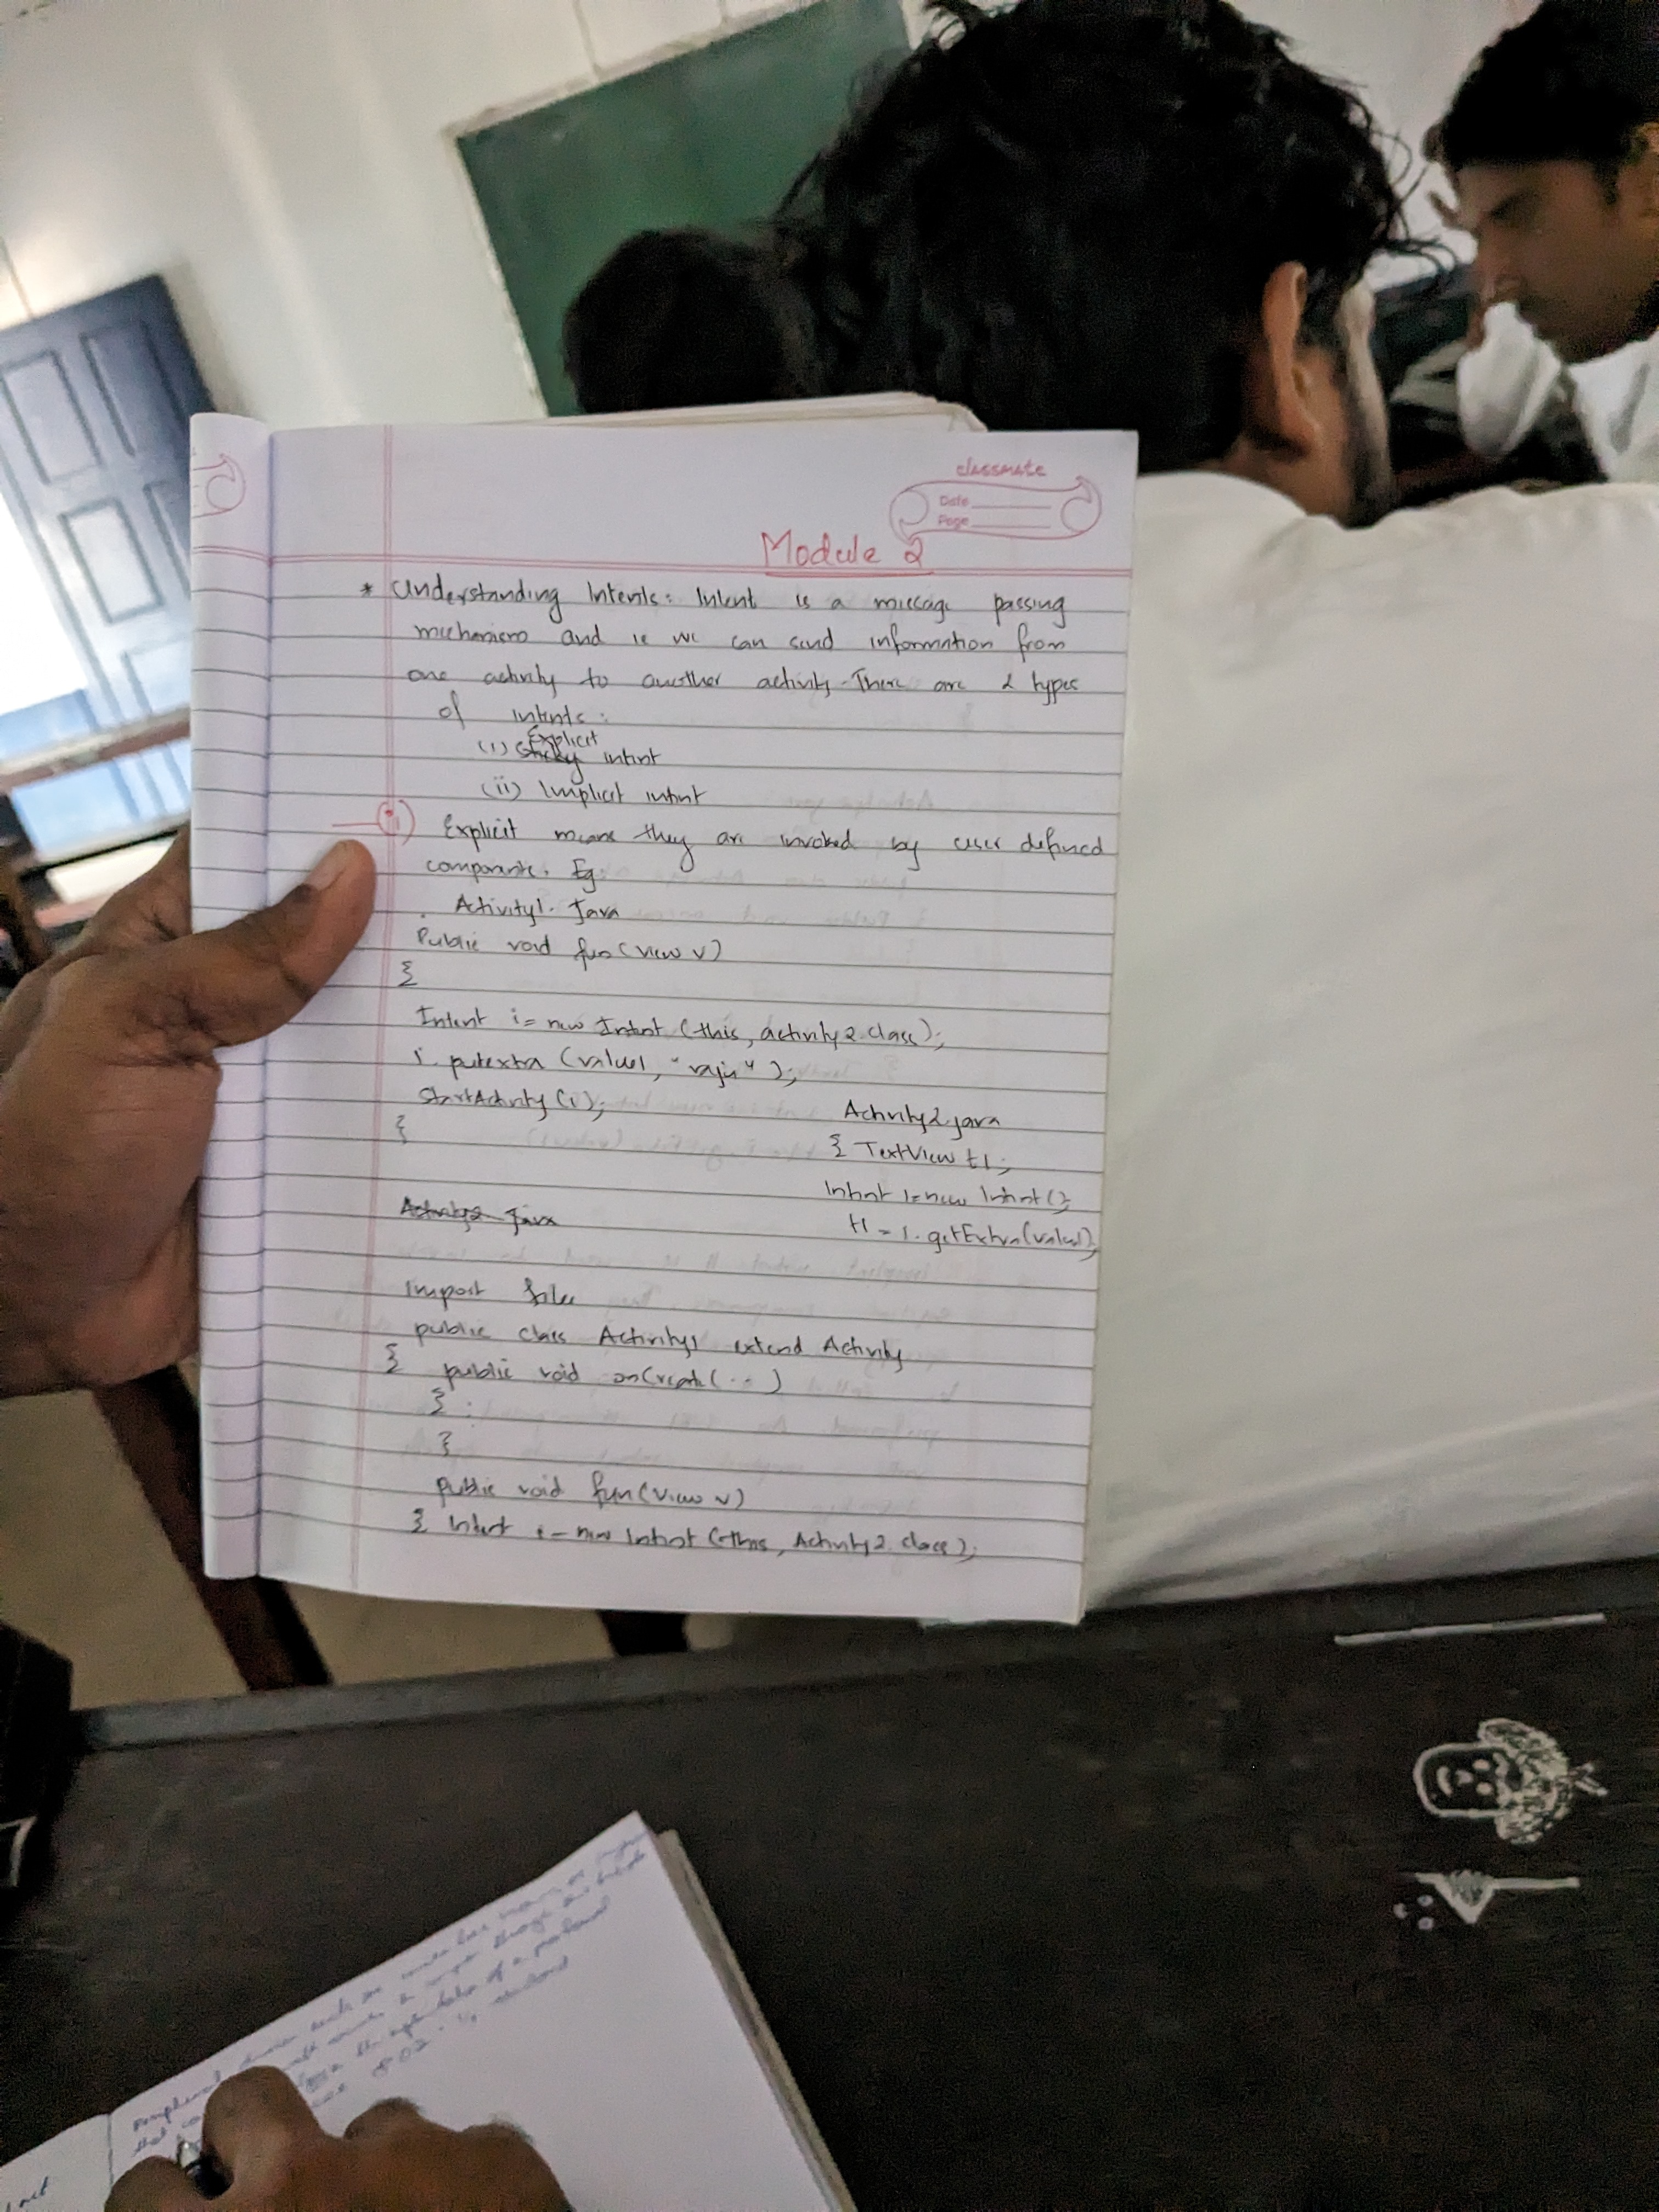 classmate
Date
Page
Module 2
* Understanding Intents: Intent is a message passing
mechanism and ie we can send information from
one activity to another activity. There are 2 types
of intents:
Explicit
(i) Sticky intent
(ii) Implicit intent
Explicit means they are invoked by user defined
components. Eg:
Activity1. Java
Public void fun(view v)
{
Intent i= new Intent (this, activity2.class);
i. putextra (value1, "raju");
StartActivity (i);
}
Activity2.java
{ TextView t1;
Intent i=new Intent();
t1 = i.getExtra(value1);
Activity2 Java
Import files
public class Activity1 extend Activity
{ public void onCreate(..)
{ :
}
public void fun(View v)
{ Intent i = new Intent (this, Activity2.class);